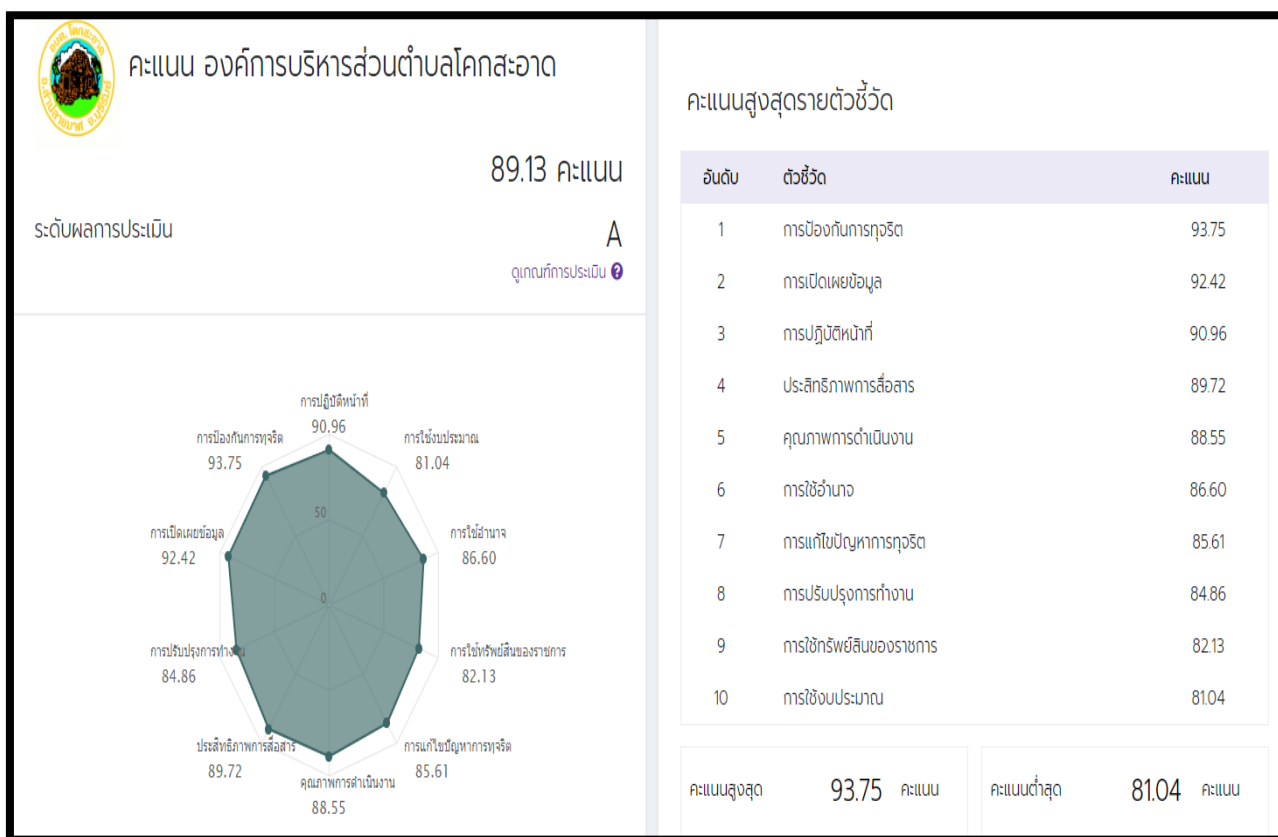 คะแนน องค์การบริหารส่วนตำบลโคกสะอาด
89.13 คะแนน
ระดับผลการประเมิน
A
ดูเกณฑ์การประเมิน
การปฏิบัติหน้าที่
90.96
การใช้งบประมาณ
81.04
การใช้อำนาจ
86.60
การใช้ทรัพย์สินของราชการ
82.13
การแก้ไขปัญหาการทุจริต
85.61
คุณภาพการดำเนินงาน
88.55
ประสิทธิภาพการสื่อสาร
89.72
การปรับปรุงการทำงาน
84.86
การเปิดเผยข้อมูล
92.42
การป้องกันการทุจริต
93.75
50
0
คะแนนสูงสุดรายตัวชี้วัด
อันดับ ตัวชี้วัด คะแนน
1 การป้องกันการทุจริต 93.75
2 การเปิดเผยข้อมูล 92.42
3 การปฏิบัติหน้าที่ 90.96
4 ประสิทธิภาพการสื่อสาร 89.72
5 คุณภาพการดำเนินงาน 88.55
6 การใช้อำนาจ 86.60
7 การแก้ไขปัญหาการทุจริต 85.61
8 การปรับปรุงการทำงาน 84.86
9 การใช้ทรัพย์สินของราชการ 82.13
10 การใช้งบประมาณ 81.04
คะแนนสูงสุด 93.75 คะแนน
คะแนนต่ำสุด 81.04 คะแนน